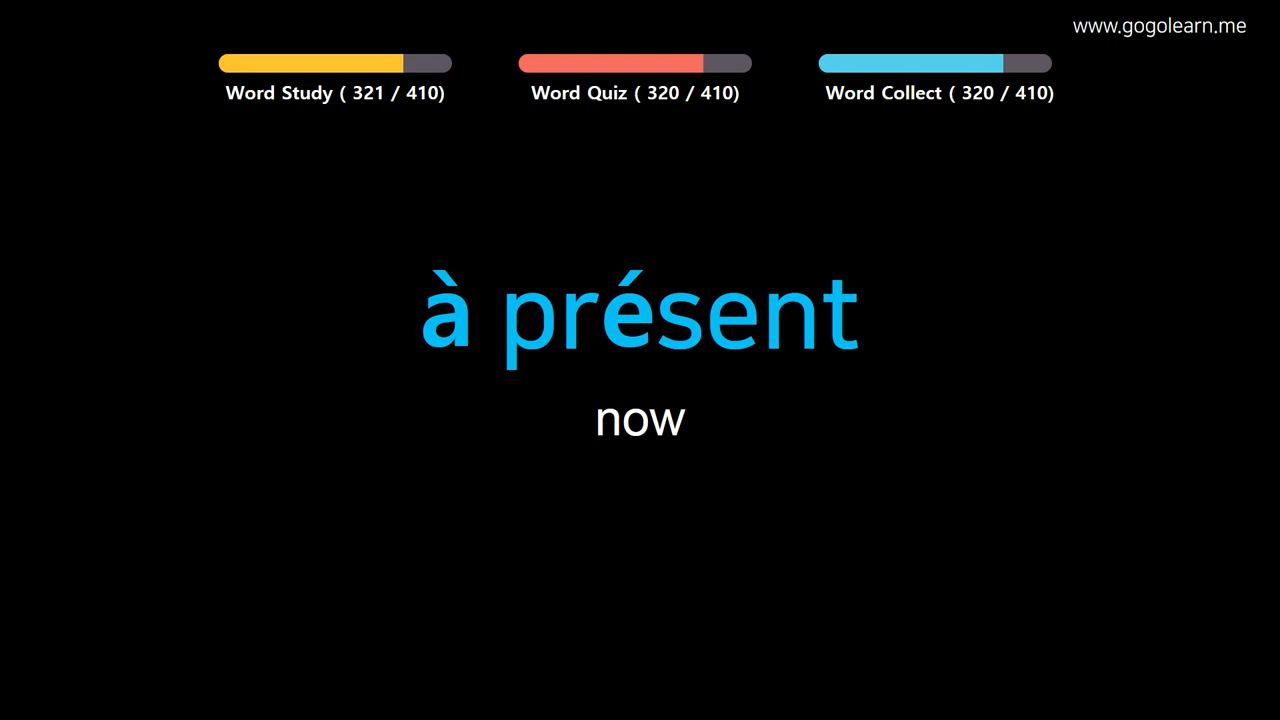 www.gogolearn.me
Word Study ( 321 / 410)
Word Quiz ( 320 / 410)
Word Collect ( 320 / 410)
à présent
now